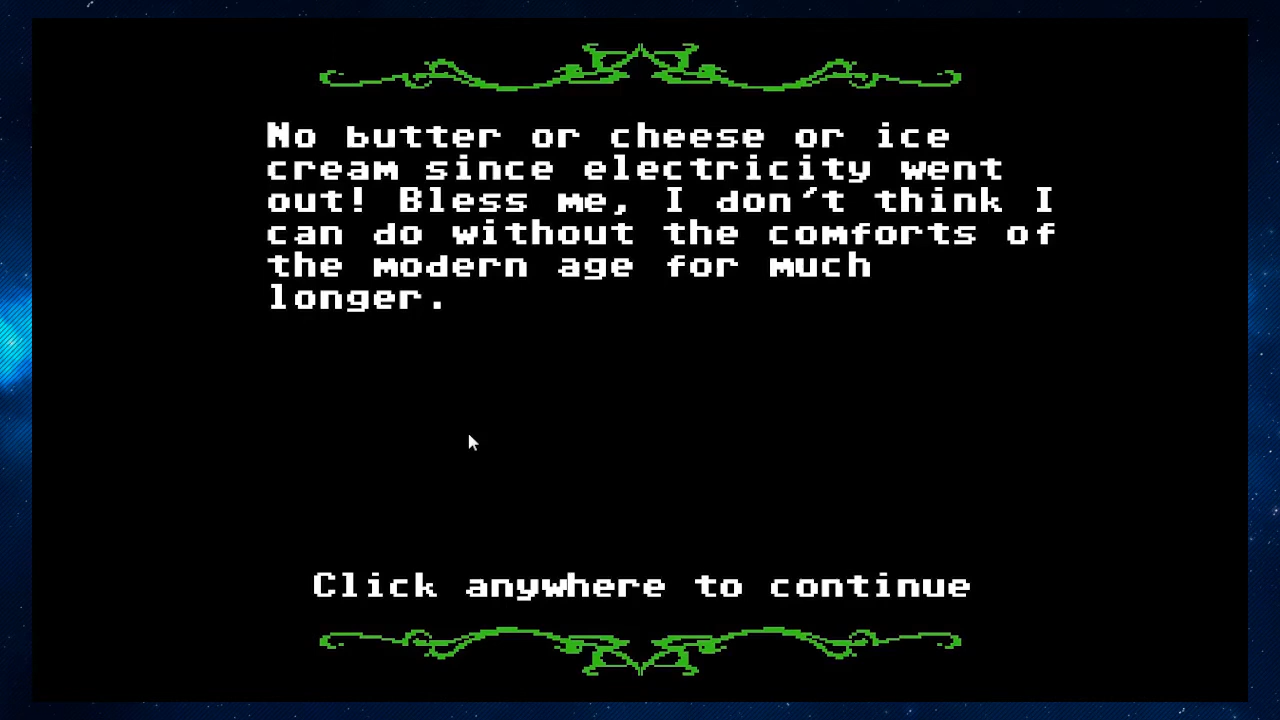 No butter or cheese or ice
cream since electricity went
out! Bless me, I don't think I
can do without the comforts of
the modern age for much
longer.
Click anywhere to continue